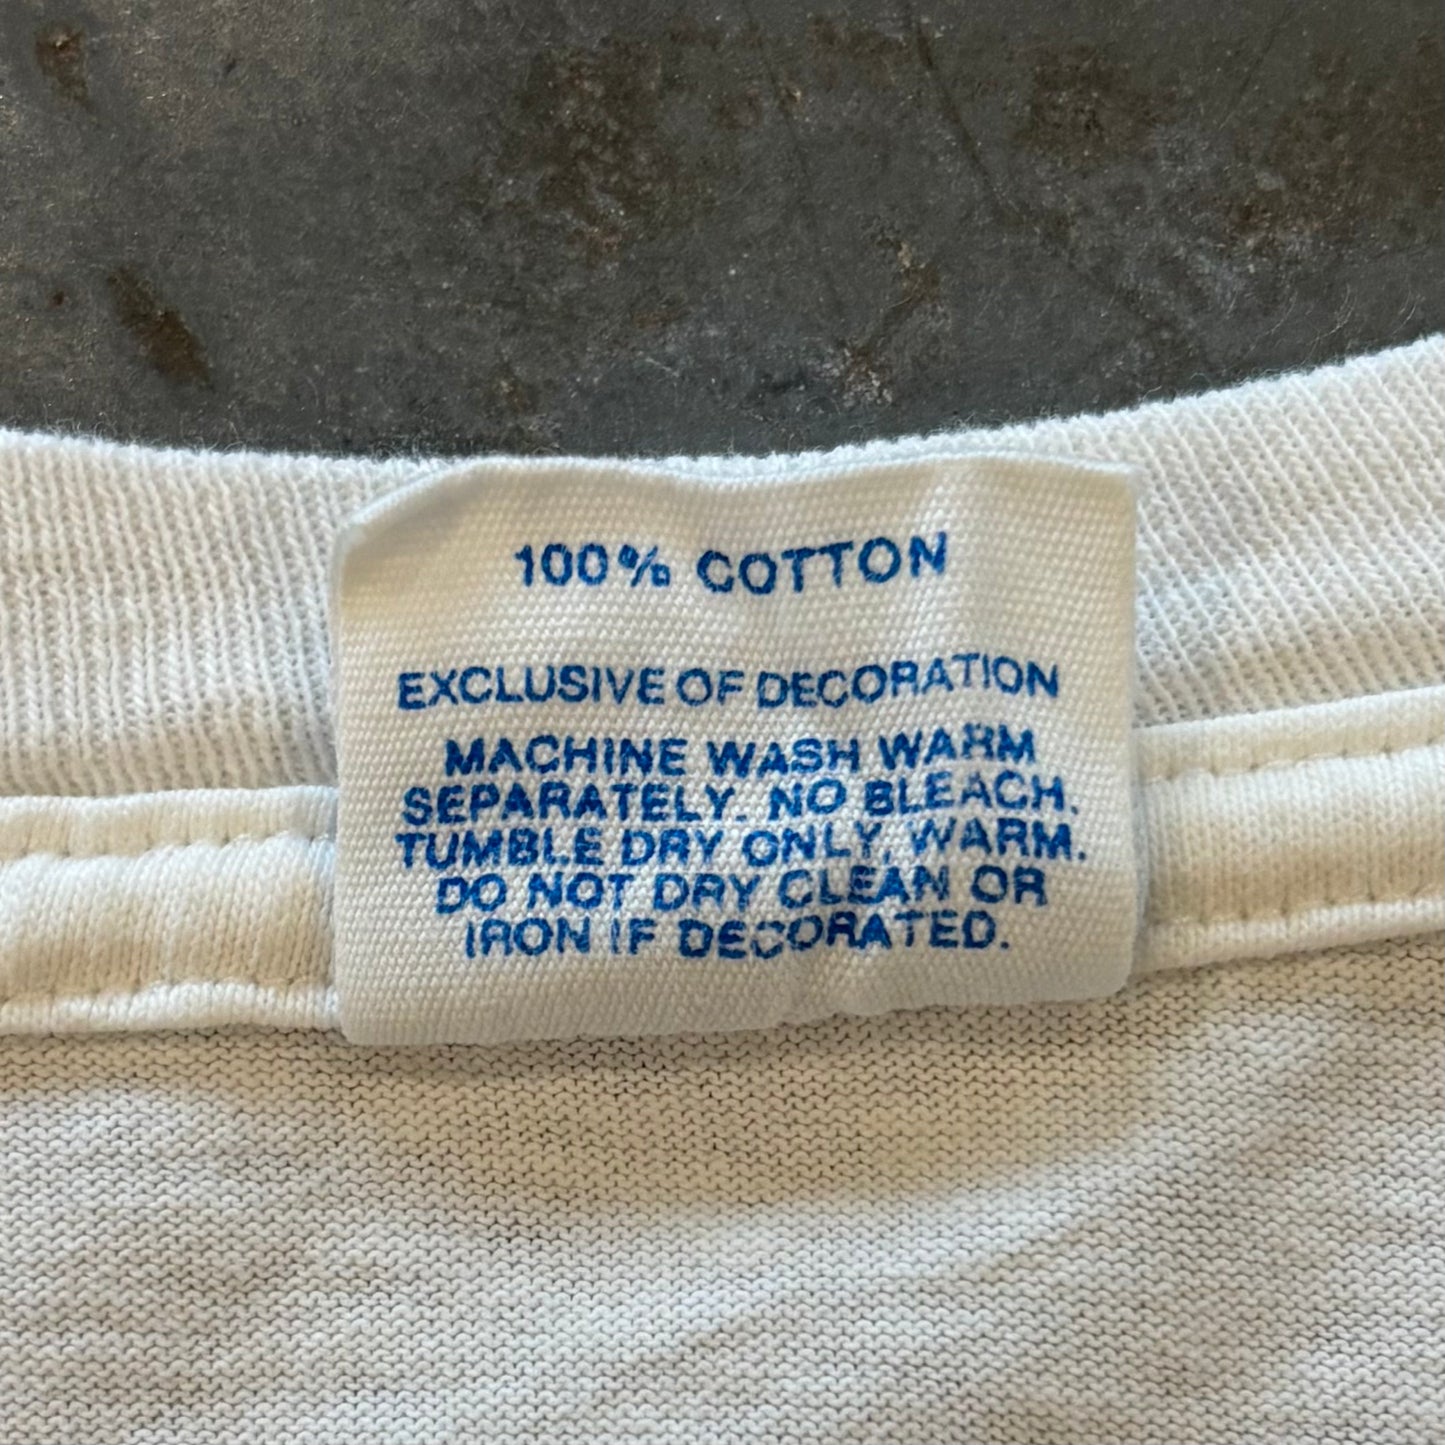 100% COTTON
EXCLUSIVE OF DECORATION
MACHINE WASH WARM
SEPARATELY. NO BLEACH.
TUMBLE DRY ONLY, WARM.
DO NOT DRY CLEAN OR
IRON IF DECORATED.